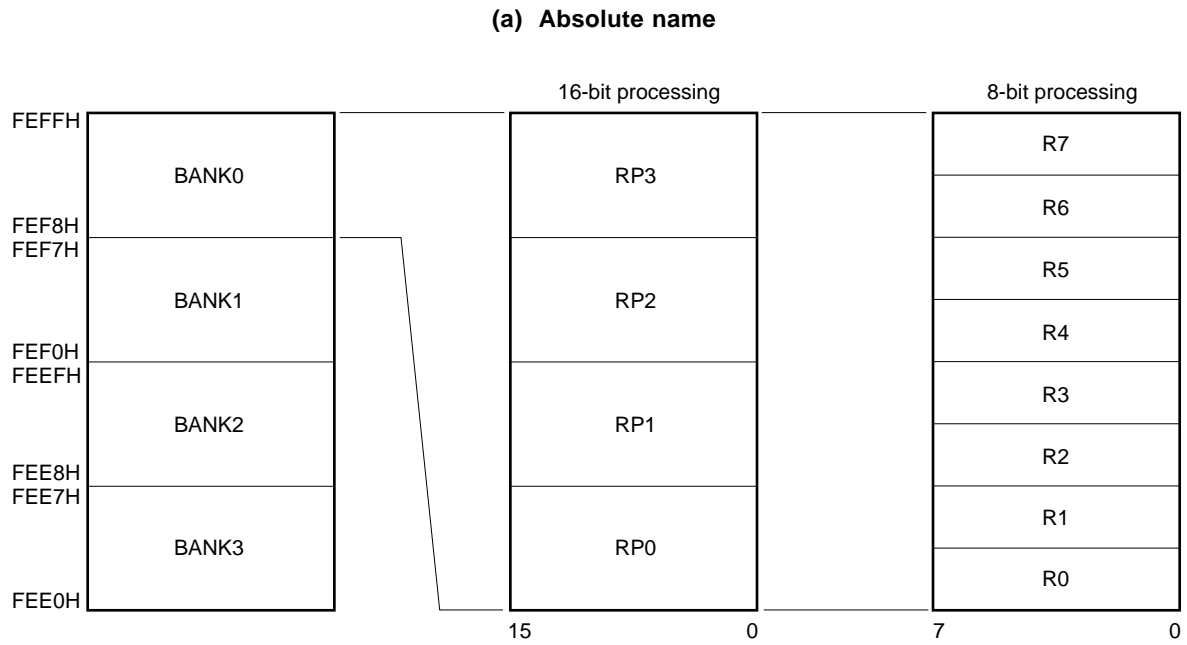 (a) Absolute name
16-bit processing
8-bit processing
FEFFH
BANK0
RP3
R7
R6
FEF8H
FEF7H
BANK1
RP2
R5
R4
FEF0H
FEEFH
BANK2
RP1
R3
R2
FEE8H
FEE7H
BANK3
RP0
R1
R0
FEE0H
15 0
7 0